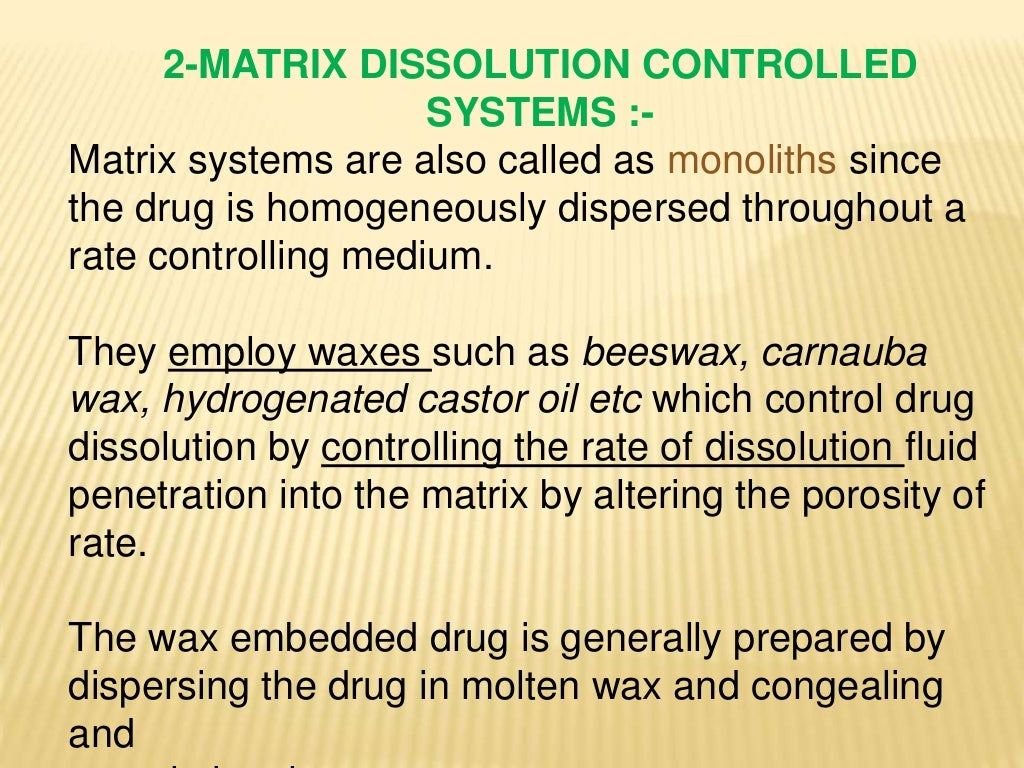 2-MATRIX DISSOLUTION CONTROLLED
SYSTEMS :-
Matrix systems are also called as monoliths since
the drug is homogeneously dispersed throughout a
rate controlling medium.
They employ waxes such as beeswax, carnauba
wax, hydrogenated castor oil etc which control drug
dissolution by controlling the rate of dissolution fluid
penetration into the matrix by altering the porosity of
rate.
The wax embedded drug is generally prepared by
dispersing the drug in molten wax and congealing
and